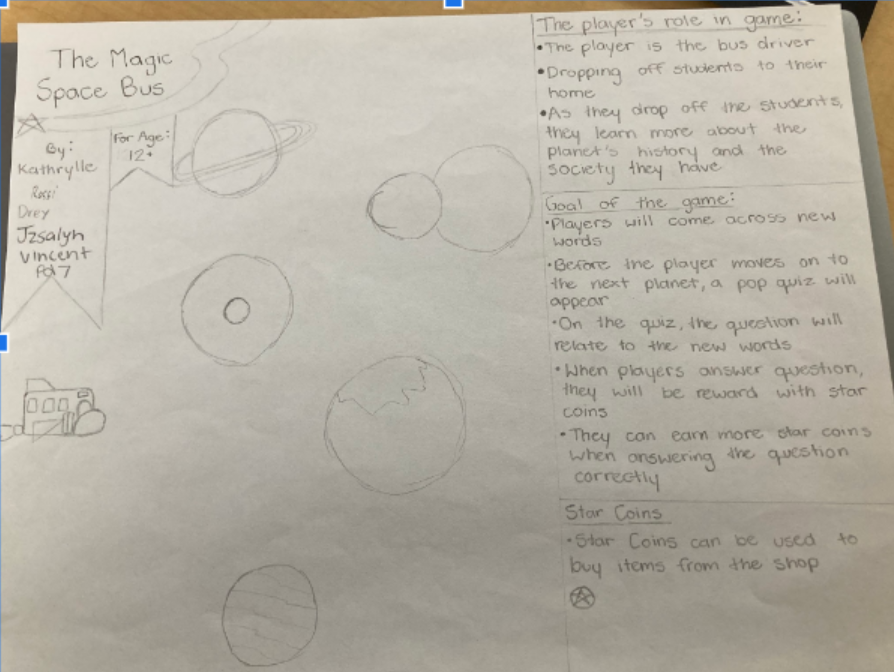 The Magic
Space Bus
By:
Kathrylle
Rossi
Drey
Jzsalyn
Vincent
Pd 7
For Age:
12+
The player's role in game:
•The player is the bus driver
•Dropping off students to their
home
•As they drop off the students,
they learn more about the
planet's history and the
society they have
Goal of the game:
•Players will come across new
words
•Before the player moves on to
the next planet, a pop quiz will
appear
•On the quiz, the question will
relate to the new words
•When players answer question,
they will be reward with star
coins
•They can earn more star coins
when answering the question
correctly
Star Coins
•Star Coins can be used to
buy items from the shop